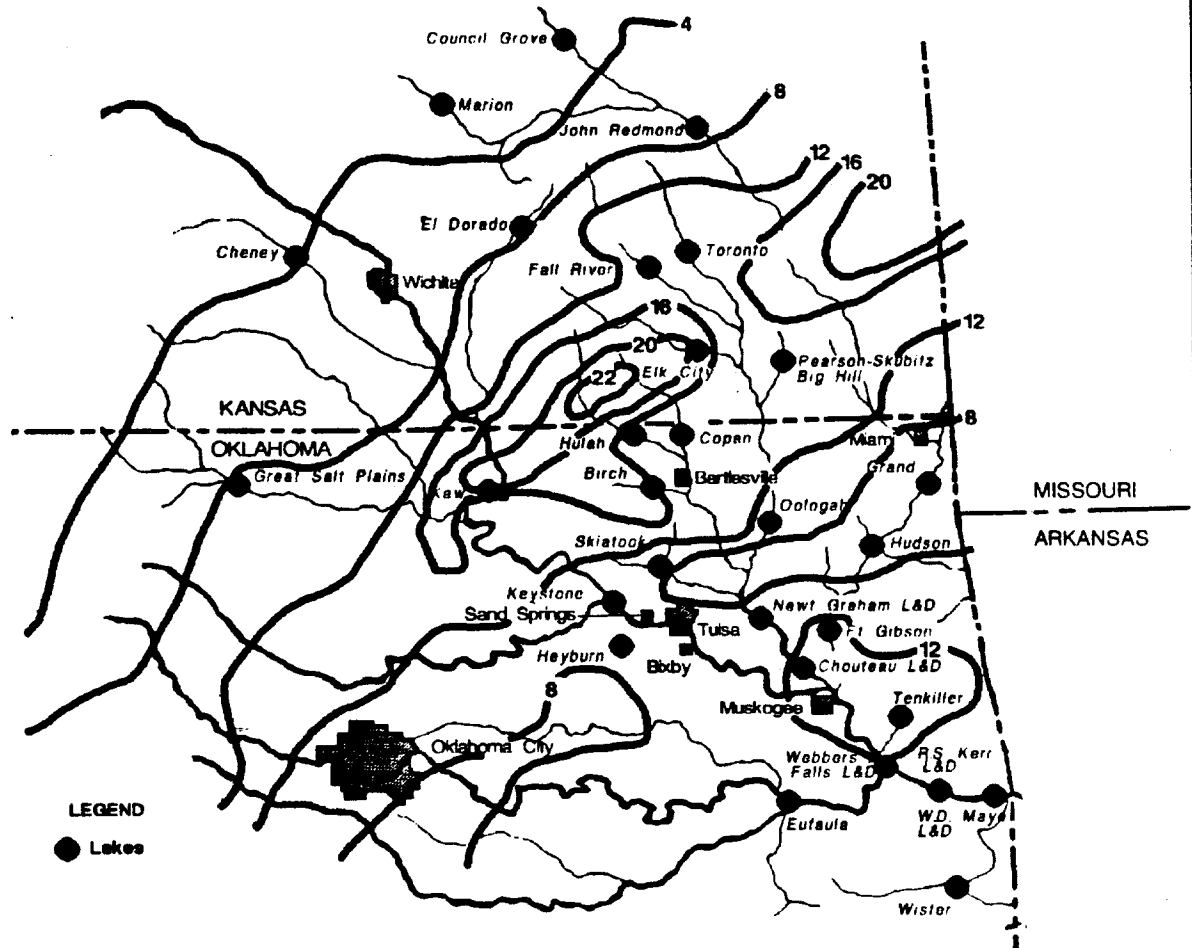 4
Council Grove
8
Marion
John Redmond
12
16
20
El Dorado
Toronto
Cheney
Fall River
Wichita
16
12
20
Pearson-Skubitz
Big Hill
22
Elk City
KANSAS
8
OKLAHOMA
Hulah
Copan
Miami
Great Salt Plains
Birch
Bartlesville
Grand
Kaw
MISSOURI
Oologah
ARKANSAS
Skiatook
Hudson
Keystone
Newt Graham L&D
Sand Springs
Tulsa
Ft Gibson
Heyburn
Bixby
12
Chouteau L&D
8
Muskogee
Tenkiller
Oklahoma City
Webbers
Falls L&D
R.S. Kerr
L&D
LEGEND
Eufaula
W.D. Mayo
L&D
Lakes
Wister